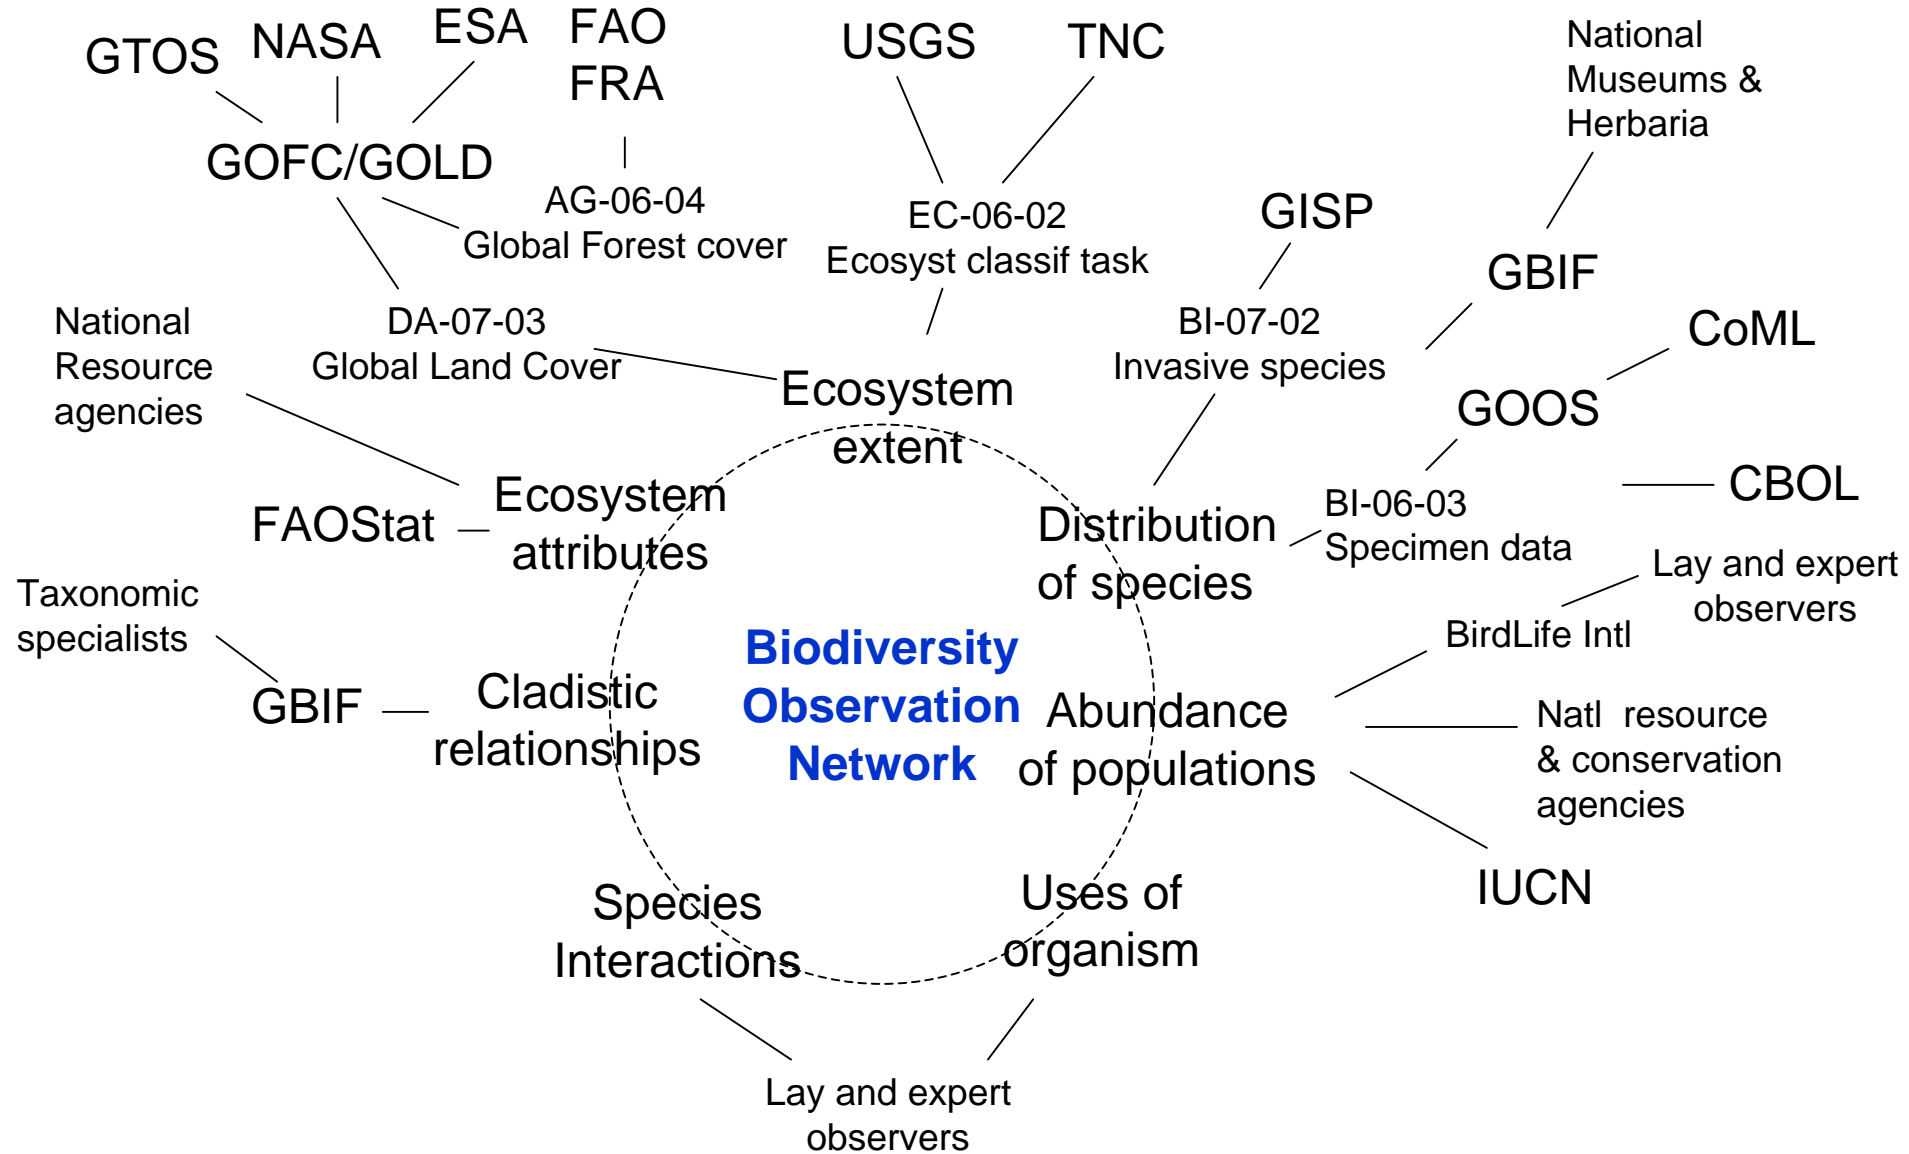 GTOS
NASA
ESA
FAO
FRA
USGS
TNC
National
Museums &
Herbaria
GOFC/GOLD
AG-06-04
Global Forest cover
EC-06-02
Ecosyst classif task
GISP
GBIF
National
Resource
agencies
DA-07-03
Global Land Cover
BI-07-02
Invasive species
CoML
Ecosystem
extent
GOOS
Ecosystem
attributes
FAOStat
Distribution
of species
BI-06-03
Specimen data
CBOL
Lay and expert
observers
Taxonomic
specialists
Biodiversity
Observation
Network
BirdLife Intl
GBIF
Cladistic
relationships
Abundance
of populations
Natl resource
& conservation
agencies
IUCN
Species
Interactions
Uses of
organism
Lay and expert
observers